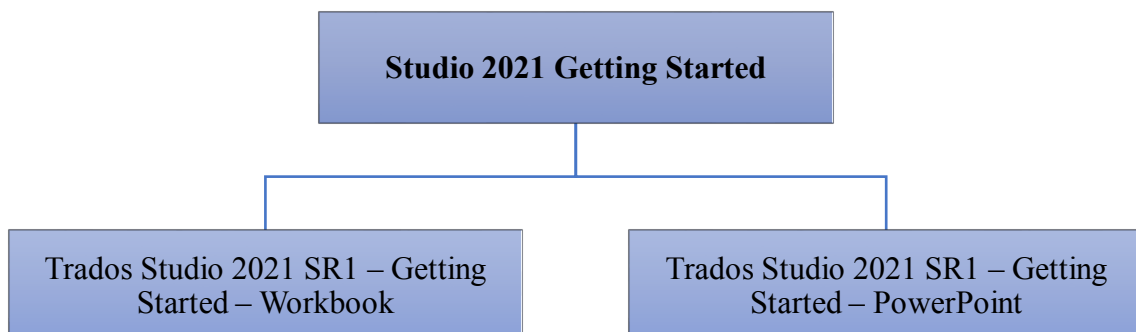 Studio 2021 Getting Started
Trados Studio 2021 SR1 – Getting
Started – Workbook
Trados Studio 2021 SR1 – Getting
Started – PowerPoint